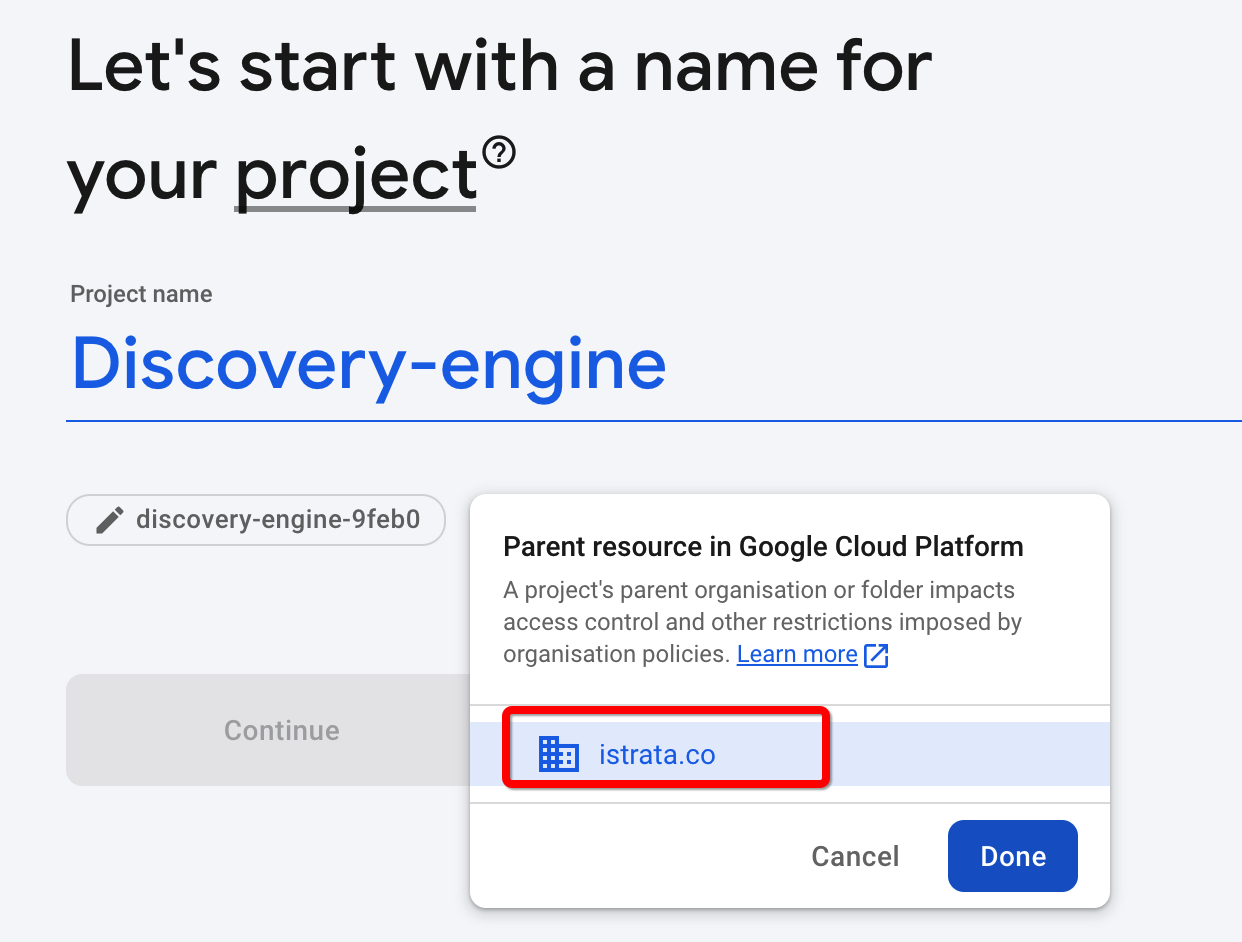 Let's start with a name for
your project
Project name
Discovery-engine
discovery-engine-9feb0
Parent resource in Google Cloud Platform
A project's parent organisation or folder impacts
access control and other restrictions imposed by
organisation policies. Learn more
Continue
istrata.co
Cancel
Done